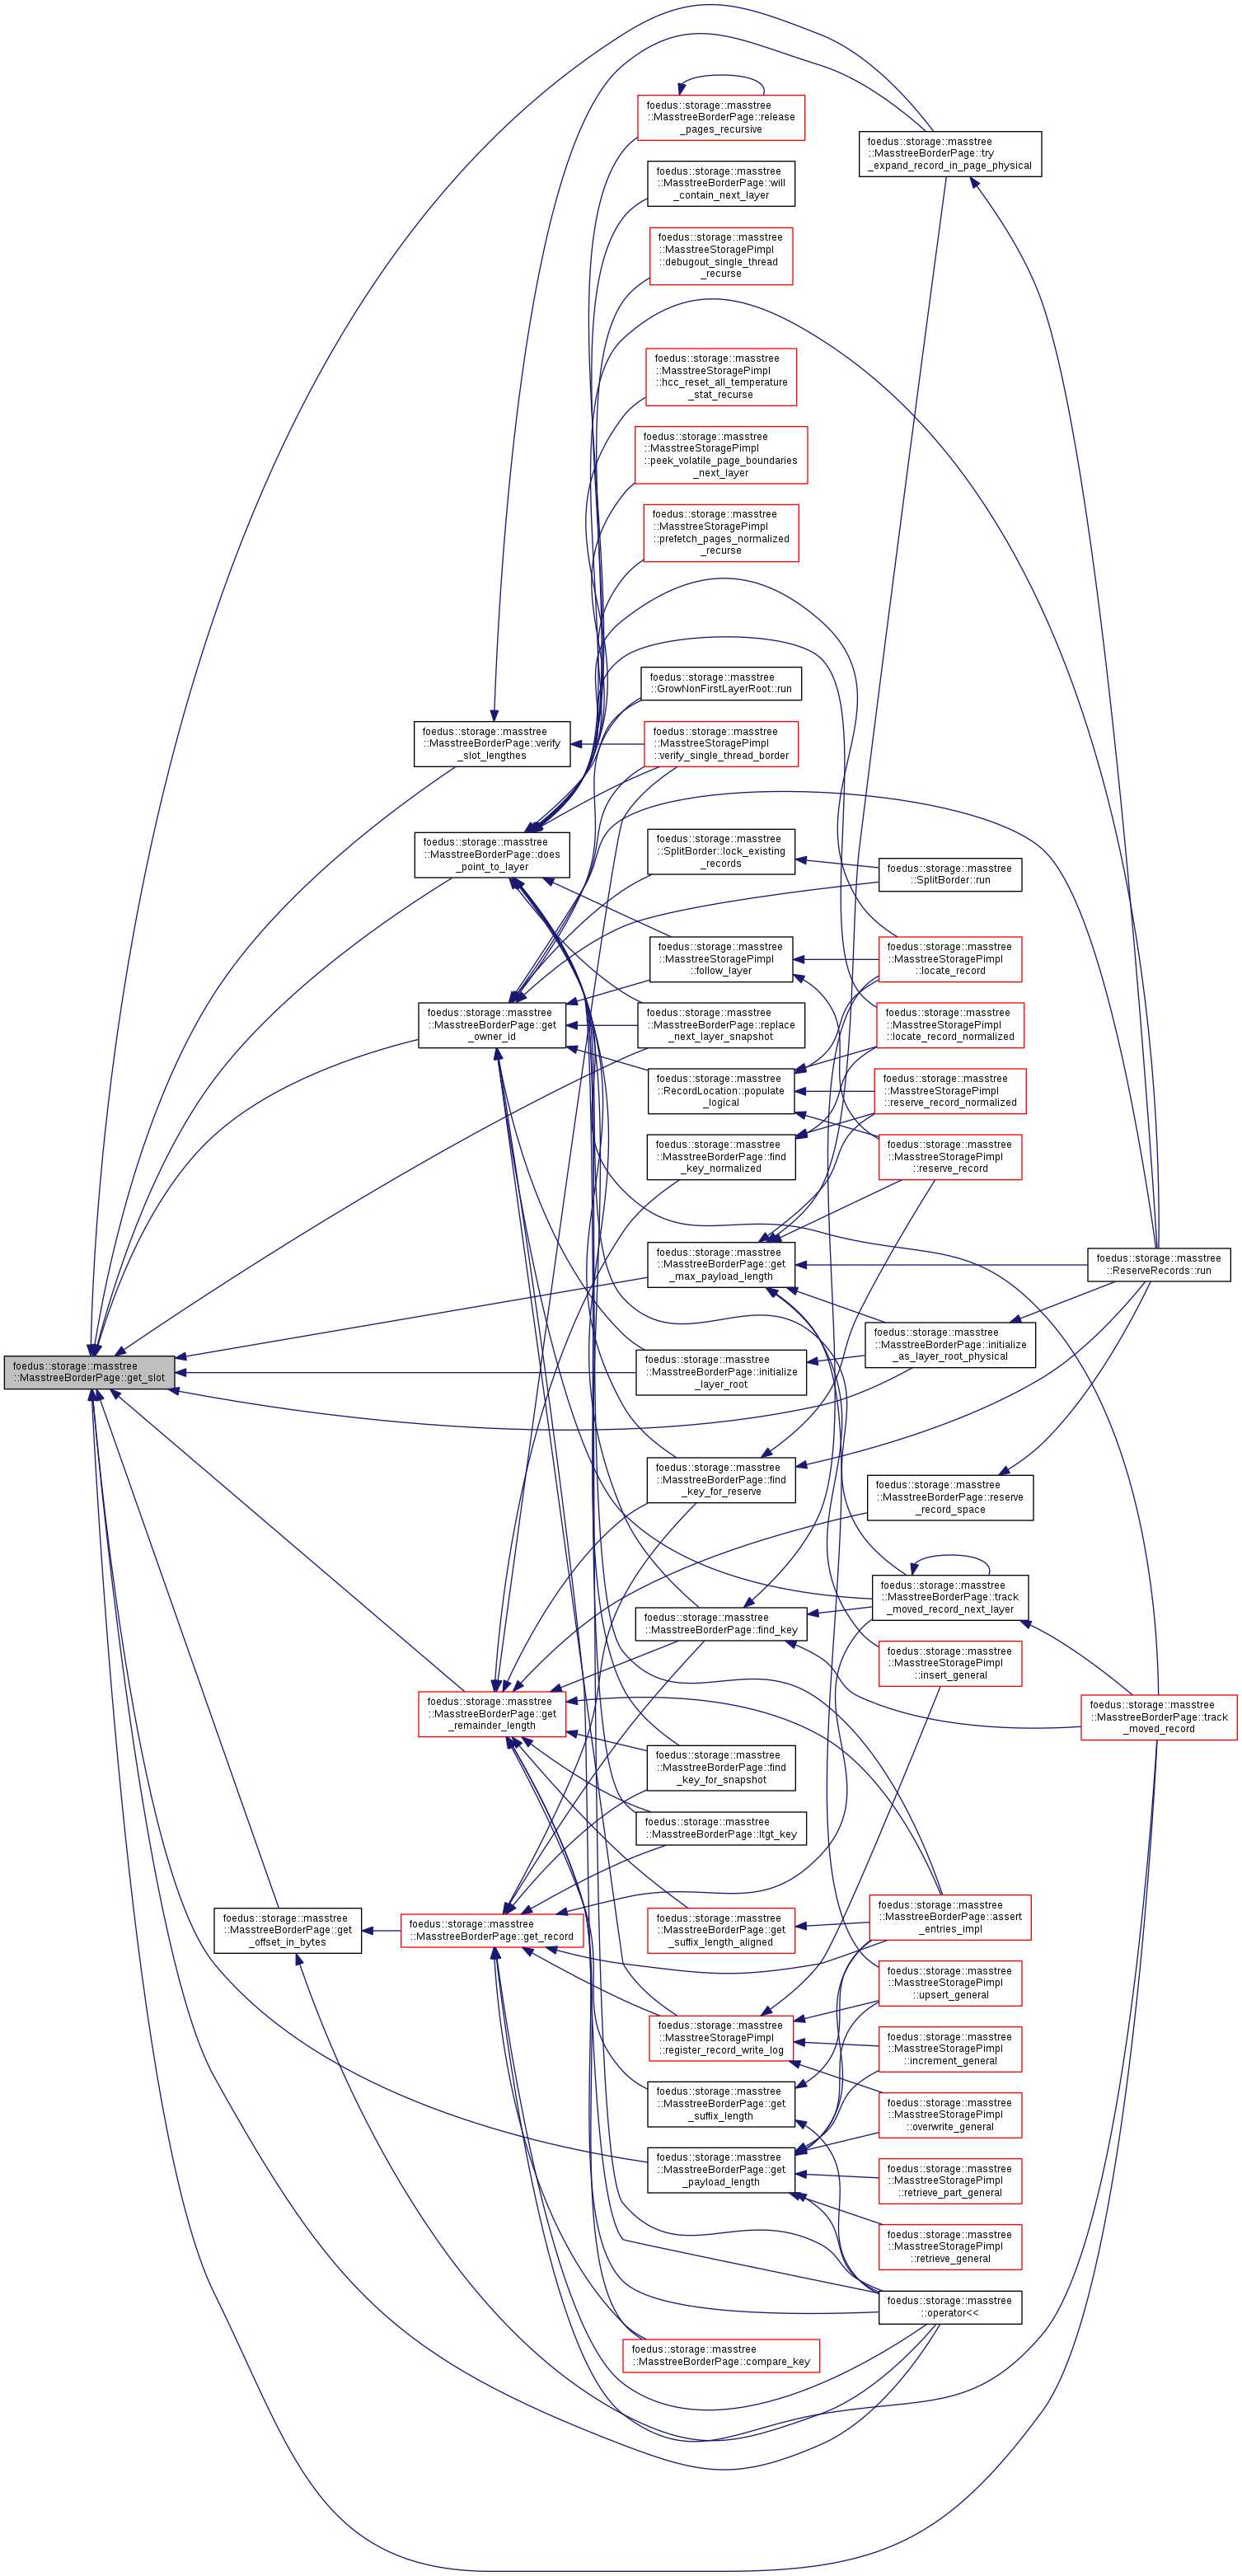 foedus::storage::masstree
::MasstreeBorderPage::release
_pages_recursive
foedus::storage::masstree
::MasstreeBorderPage::try
_expand_record_in_page_physical
foedus::storage::masstree
::MasstreeBorderPage::will
_contain_next_layer
foedus::storage::masstree
::MasstreeStoragePimpl
::debugout_single_thread
_recurse
foedus::storage::masstree
::MasstreeStoragePimpl
::hcc_reset_all_temperature
_stat_recurse
foedus::storage::masstree
::MasstreeStoragePimpl
::peek_volatile_page_boundaries
_next_layer
foedus::storage::masstree
::MasstreeStoragePimpl
::prefetch_pages_normalized
_recurse
foedus::storage::masstree
::GrowNonFirstLayerRoot::run
foedus::storage::masstree
::MasstreeBorderPage::verify
_slot_lengthes
foedus::storage::masstree
::MasstreeStoragePimpl
::verify_single_thread_border
foedus::storage::masstree
::MasstreeBorderPage::does
_point_to_layer
foedus::storage::masstree
::SplitBorder::lock_existing
_records
foedus::storage::masstree
::SplitBorder::run
foedus::storage::masstree
::MasstreeStoragePimpl
::follow_layer
foedus::storage::masstree
::MasstreeStoragePimpl
::locate_record
foedus::storage::masstree
::MasstreeBorderPage::get
_owner_id
foedus::storage::masstree
::MasstreeBorderPage::replace
_next_layer_snapshot
foedus::storage::masstree
::MasstreeStoragePimpl
::locate_record_normalized
foedus::storage::masstree
::RecordLocation::populate
_logical
foedus::storage::masstree
::MasstreeStoragePimpl
::reserve_record_normalized
foedus::storage::masstree
::MasstreeBorderPage::find
_key_normalized
foedus::storage::masstree
::MasstreeStoragePimpl
::reserve_record
foedus::storage::masstree
::MasstreeBorderPage::get
_max_payload_length
foedus::storage::masstree
::ReserveRecords::run
foedus::storage::masstree
::MasstreeBorderPage::initialize
_as_layer_root_physical
foedus::storage::masstree
::MasstreeBorderPage::get_slot
foedus::storage::masstree
::MasstreeBorderPage::initialize
_layer_root
foedus::storage::masstree
::MasstreeBorderPage::find
_key_for_reserve
foedus::storage::masstree
::MasstreeBorderPage::reserve
_record_space
foedus::storage::masstree
::MasstreeBorderPage::track
_moved_record_next_layer
foedus::storage::masstree
::MasstreeBorderPage::find_key
foedus::storage::masstree
::MasstreeStoragePimpl
::insert_general
foedus::storage::masstree
::MasstreeBorderPage::get
_remainder_length
foedus::storage::masstree
::MasstreeBorderPage::track
_moved_record
foedus::storage::masstree
::MasstreeBorderPage::find
_key_for_snapshot
foedus::storage::masstree
::MasstreeBorderPage::ltgt_key
foedus::storage::masstree
::MasstreeBorderPage::get
_offset_in_bytes
foedus::storage::masstree
::MasstreeBorderPage::get_record
foedus::storage::masstree
::MasstreeBorderPage::get
_suffix_length_aligned
foedus::storage::masstree
::MasstreeBorderPage::assert
_entries_impl
foedus::storage::masstree
::MasstreeStoragePimpl
::upsert_general
foedus::storage::masstree
::MasstreeStoragePimpl
::register_record_write_log
foedus::storage::masstree
::MasstreeStoragePimpl
::increment_general
foedus::storage::masstree
::MasstreeBorderPage::get
_suffix_length
foedus::storage::masstree
::MasstreeStoragePimpl
::overwrite_general
foedus::storage::masstree
::MasstreeBorderPage::get
_payload_length
foedus::storage::masstree
::MasstreeStoragePimpl
::retrieve_part_general
foedus::storage::masstree
::MasstreeStoragePimpl
::retrieve_general
foedus::storage::masstree
::operator<<
foedus::storage::masstree
::MasstreeBorderPage::compare_key